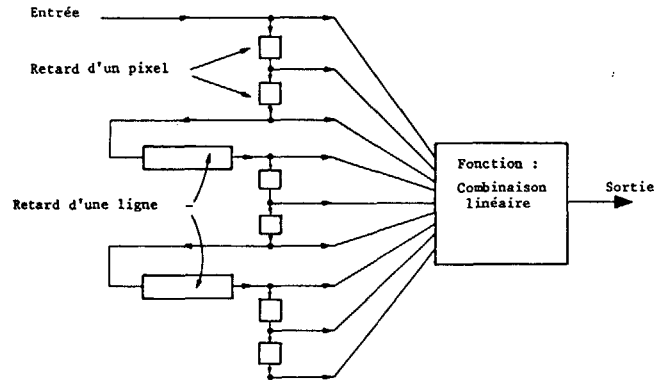 Entrée
Retard d'un pixel
Retard d'une ligne
Fonction :
Combinaison
linéaire
Sortie